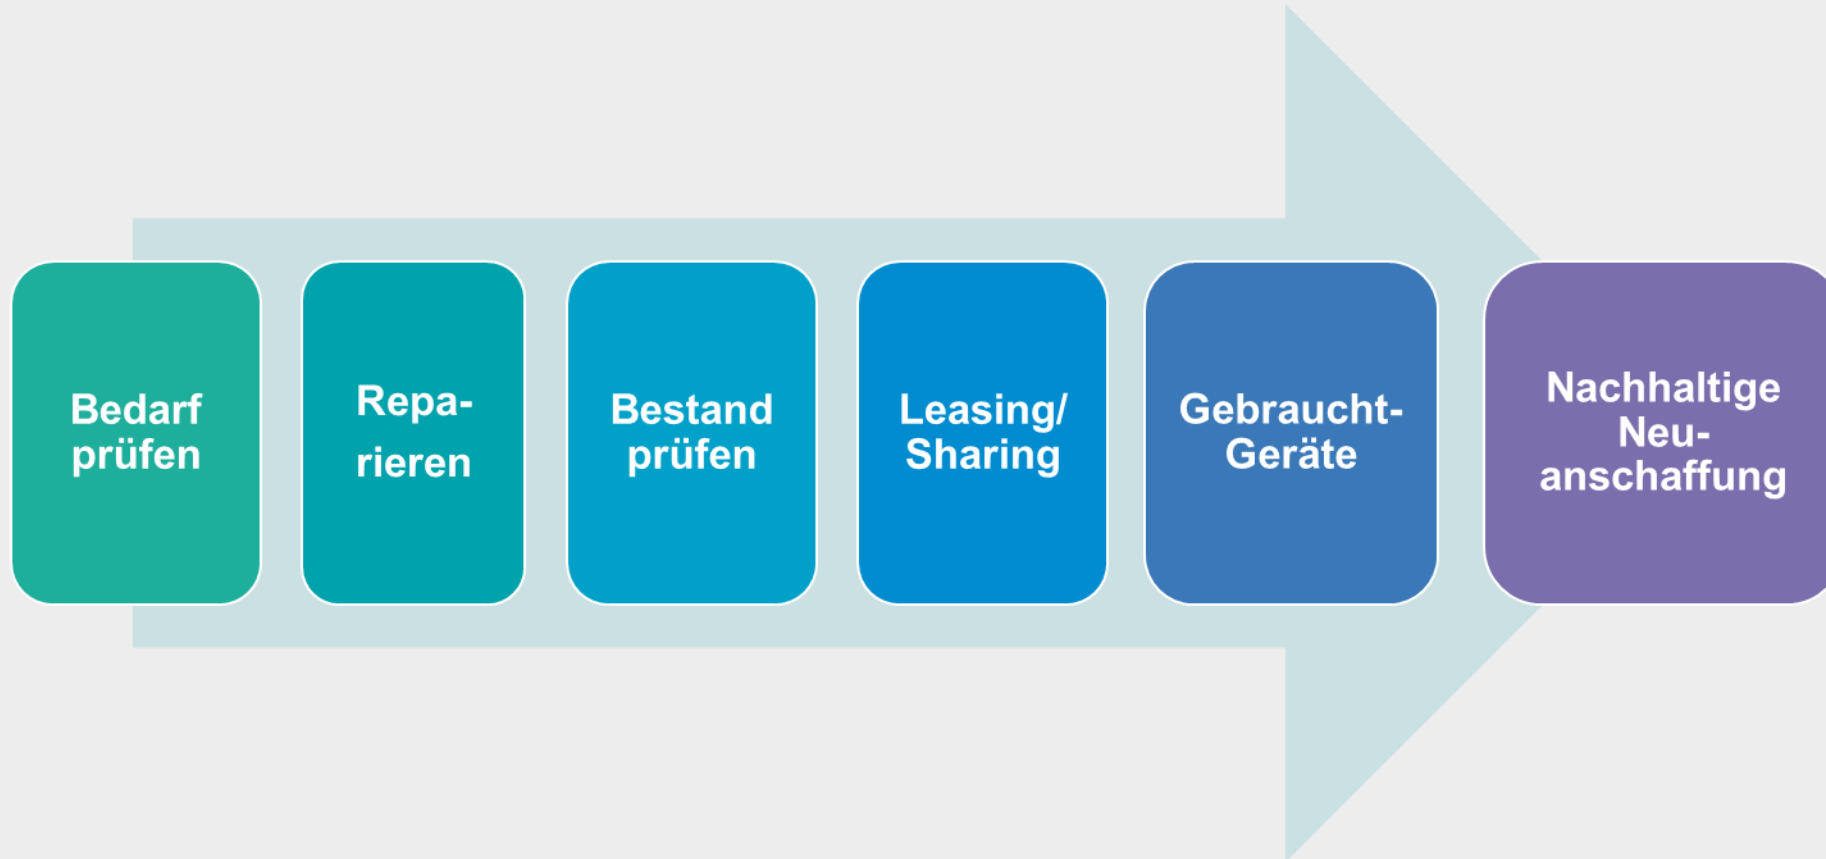 Bedarf
prüfen
Repa-
rieren
Bestand
prüfen
Leasing/
Sharing
Gebraucht-
Geräte
Nachhaltige
Neu-
anschaffung